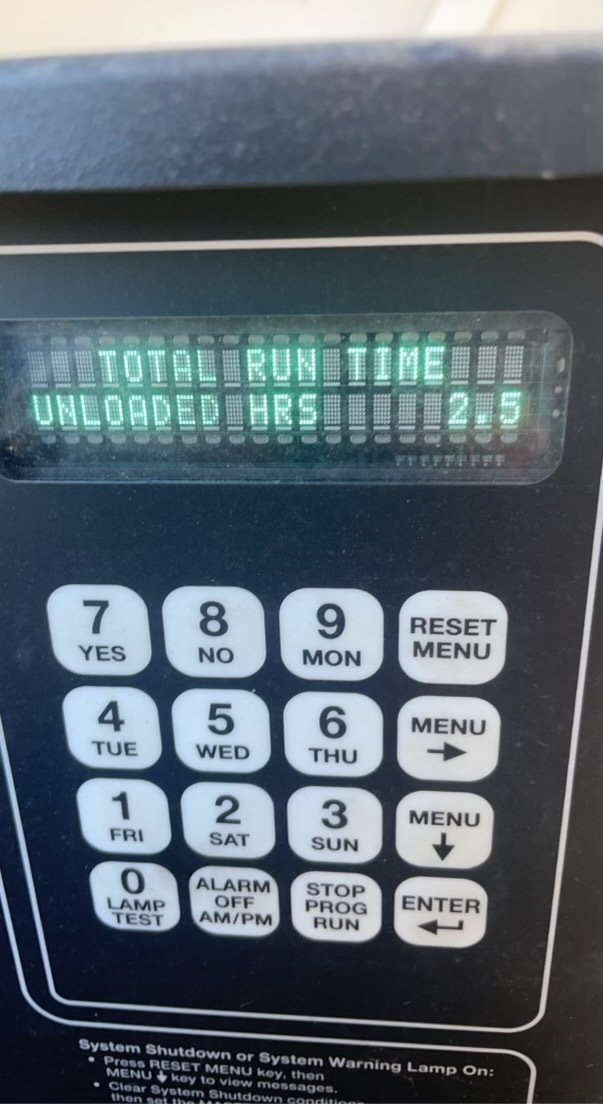 TOTAL RUN TIME
UNLOADED HRS 2.5
7 8 9 RESET
YES NO MON MENU
4 5 6 MENU
TUE WED THU →
1 2 3 MENU
FRI SAT SUN ↓
0 ALARM STOP ENTER
LAMP OFF PROG ↵
TEST AM/PM RUN
System Shutdown or System Warning Lamp On:
• Press RESET MENU key, then
MENU ↓ key to view messages.
• Clear System Shutdown
then set the